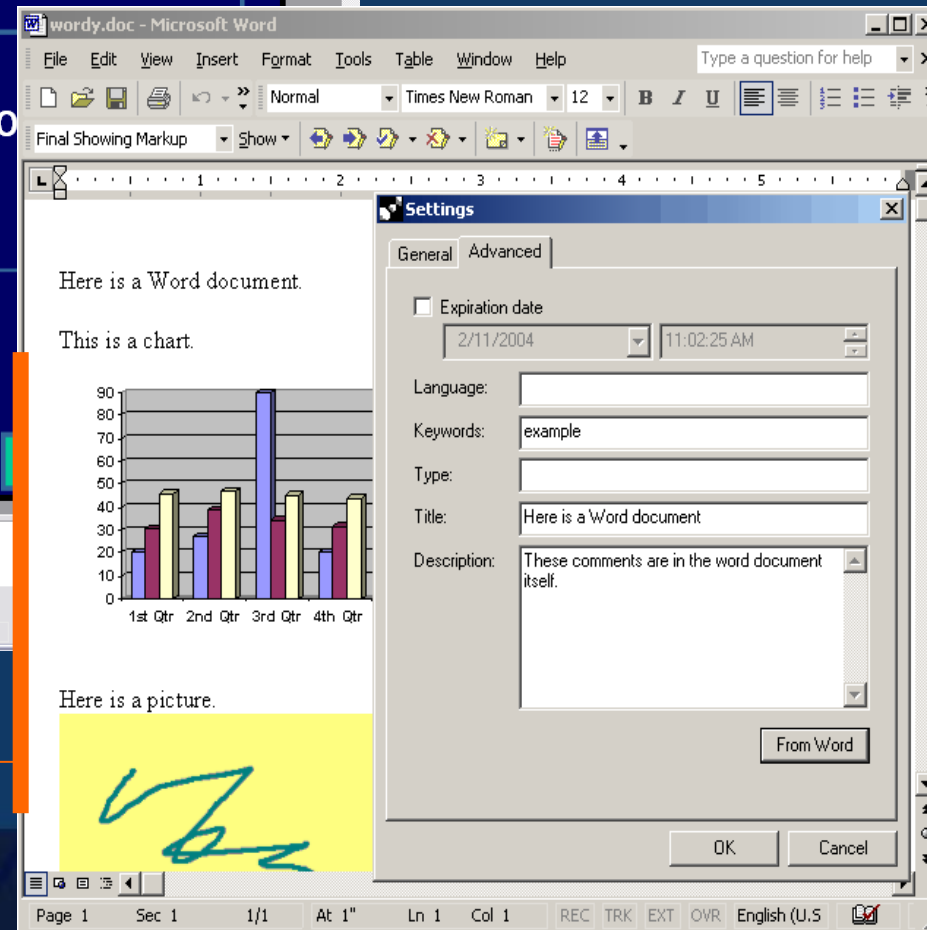 wordy.doc - Microsoft Word
File Edit View Insert Format Tools Table Window Help Type a question for help
Normal Times New Roman 12 B I U
Final Showing Markup Show
1 2 3 4 5
Settings
General Advanced
Here is a Word document.
Expiration date
This is a chart.
2/11/2004 11:02:25 AM
Language:
Keywords: example
Type:
Title: Here is a Word document
Description: These comments are in the word document
itself.
90
80
70
60
50
40
30
20
10
0
1st Qtr 2nd Qtr 3rd Qtr 4th Qtr
Here is a picture.
From Word
OK Cancel
Page 1 Sec 1 1/1 At 1" Ln 1 Col 1 REC TRK EXT OVR English (U.S